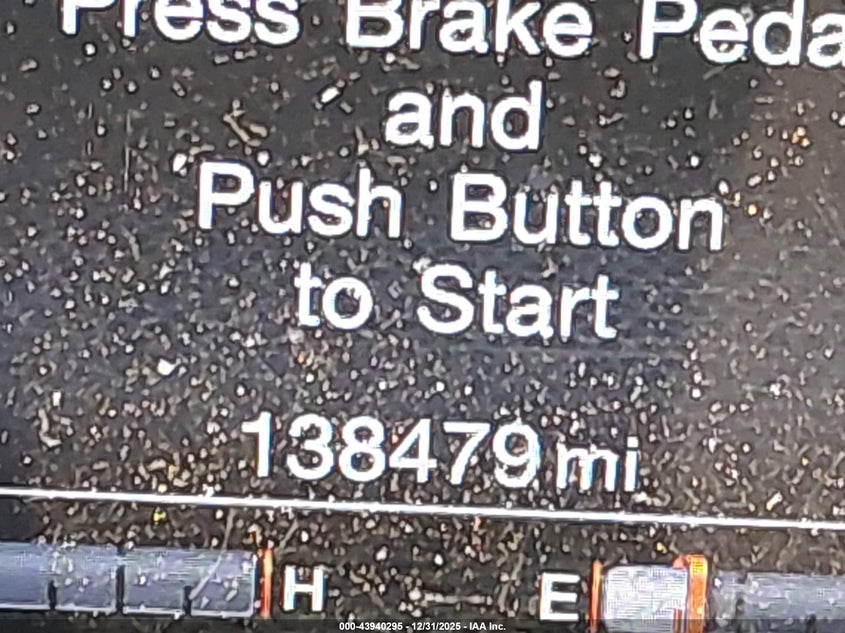 Press Brake Peda
and
Push Button
to Start
138479 mi
H E
000-43940295 - 12/31/2025 - IAA Inc.